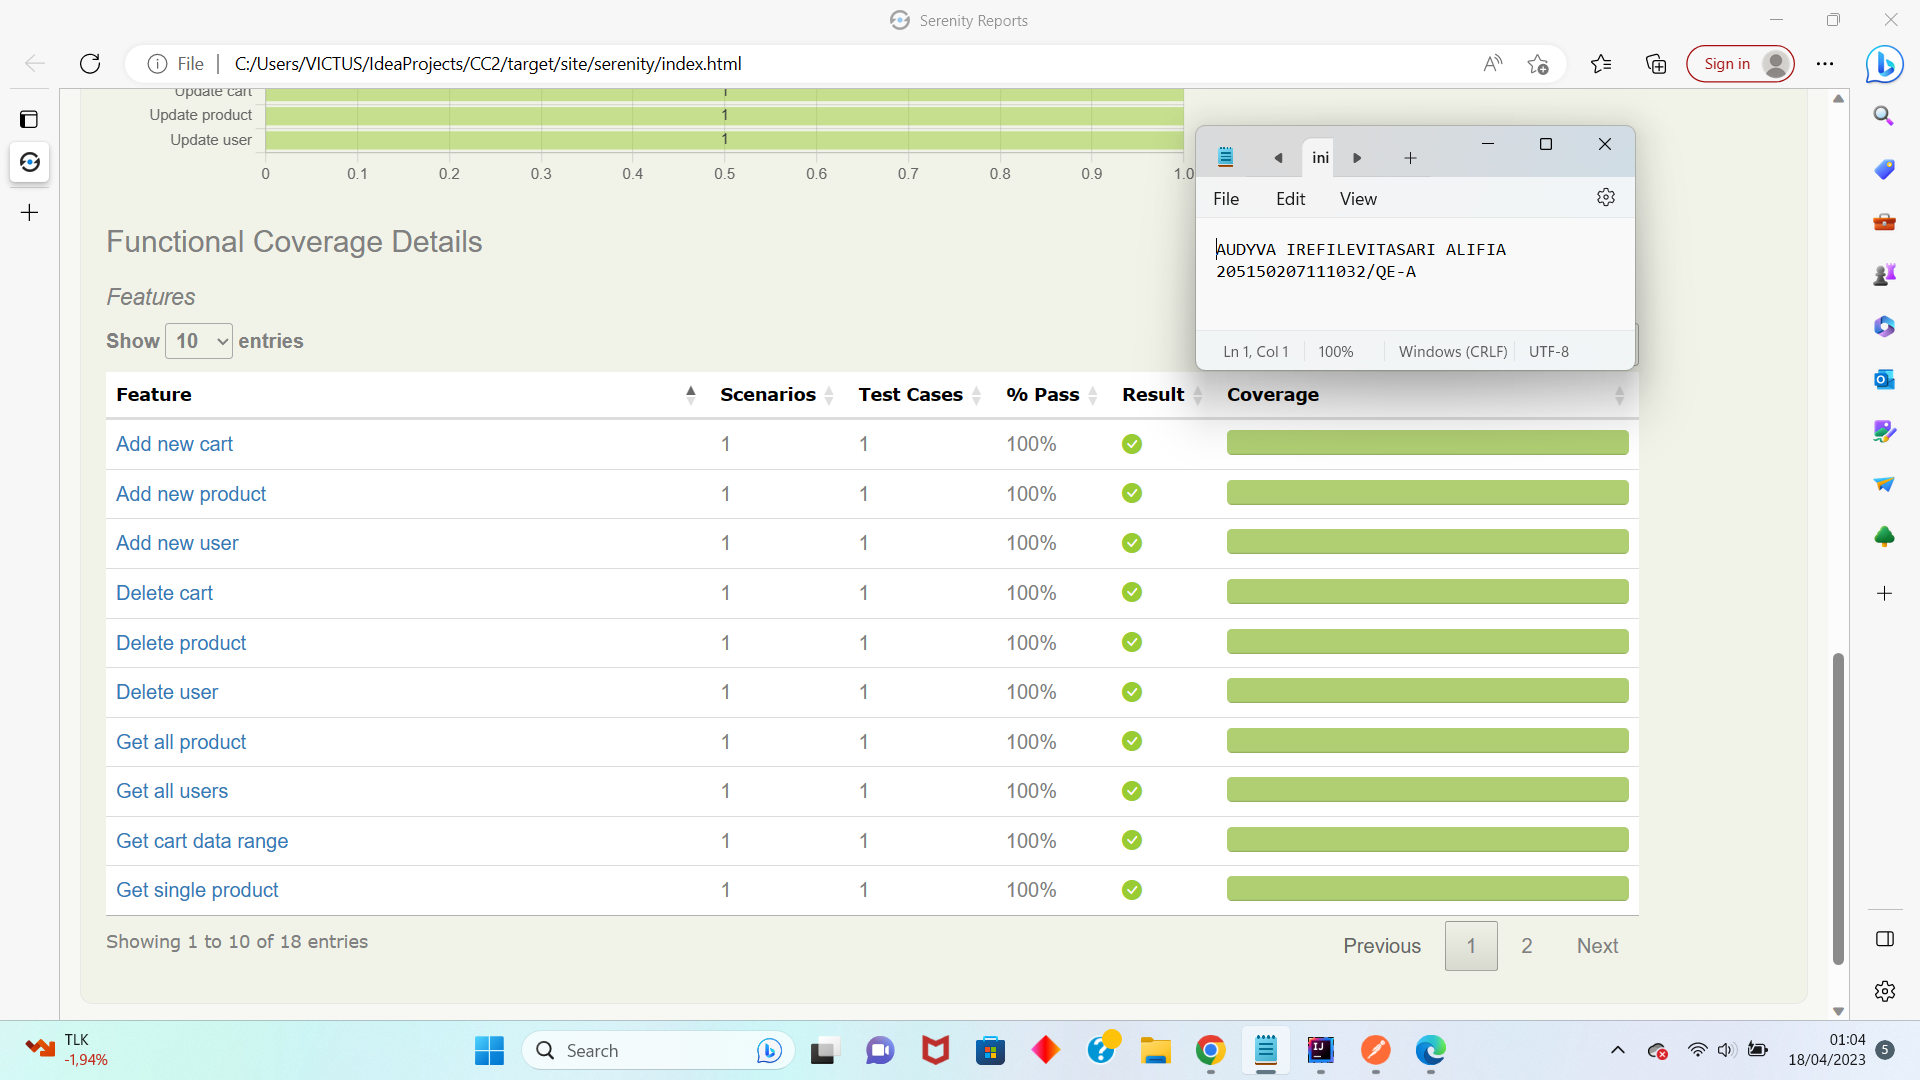 Serenity Reports
File
C:/Users/VICTUS/IdeaProjects/CC2/target/site/serenity/index.html
Sign in
Update cart 1
Update product 1
Update user 1
0 0.1 0.2 0.3 0.4 0.5 0.6 0.7 0.8 0.9 1.0
ini
File Edit View
AUDYVA IREFILEVITASARI ALIFIA
205150207111032/QE-A
Ln 1, Col 1 100% Windows (CRLF) UTF-8
Functional Coverage Details
Features
Show 10 entries
Feature Scenarios Test Cases % Pass Result Coverage
Add new cart 1 1 100%
Add new product 1 1 100%
Add new user 1 1 100%
Delete cart 1 1 100%
Delete product 1 1 100%
Delete user 1 1 100%
Get all product 1 1 100%
Get all users 1 1 100%
Get cart data range 1 1 100%
Get single product 1 1 100%
Showing 1 to 10 of 18 entries
Previous 1 2 Next
TLK
-1,94%
Search
01:04
18/04/2023
5